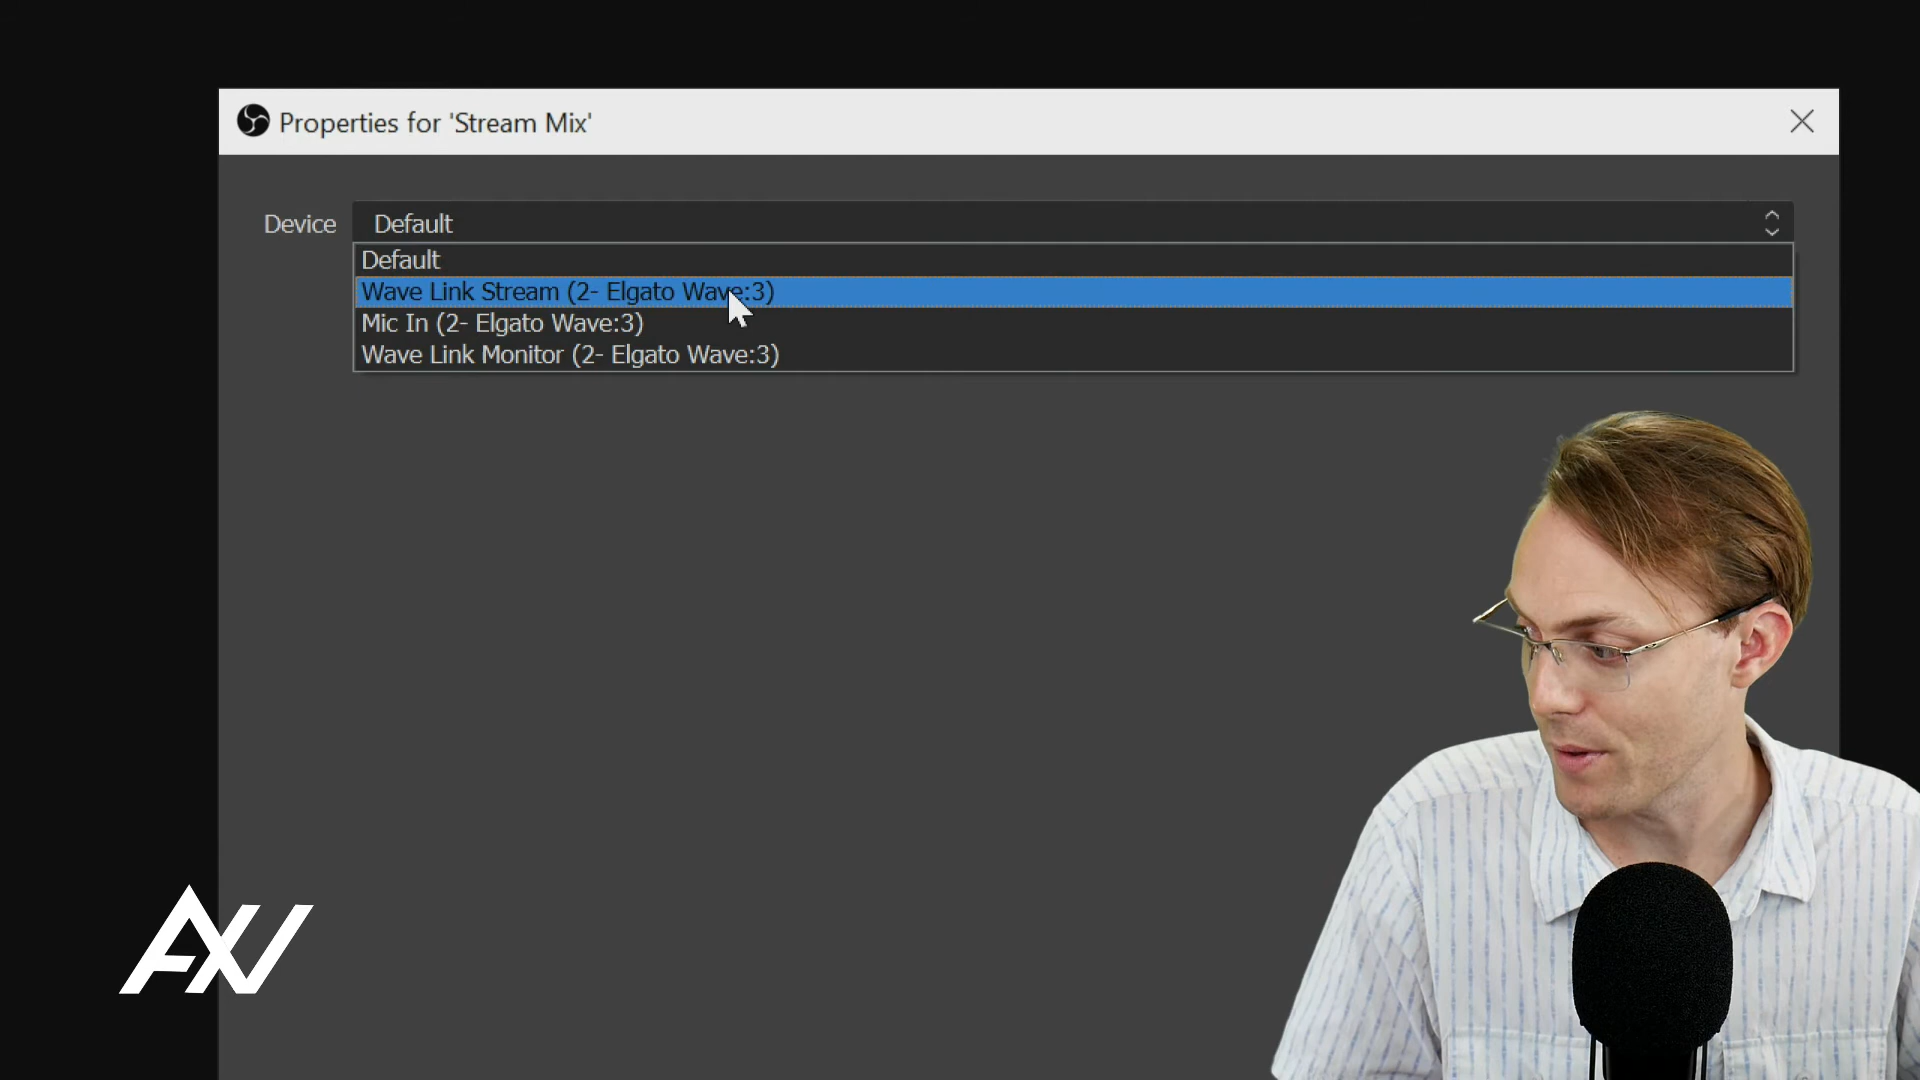 Properties for 'Stream Mix'
Device
Default
Default
Wave Link Stream (2- Elgato Wave:3)
Mic In (2- Elgato Wave:3)
Wave Link Monitor (2- Elgato Wave:3)